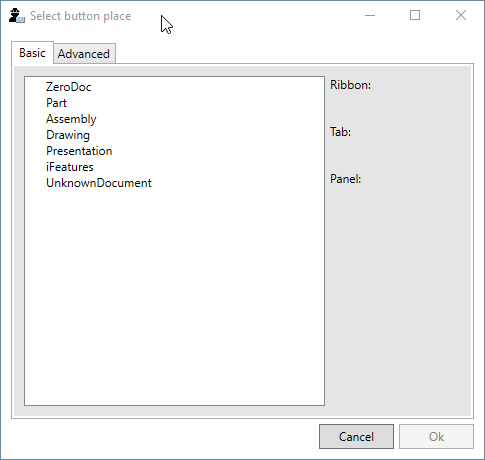 Select button place
Basic
Advanced
ZeroDoc
Part
Assembly
Drawing
Presentation
iFeatures
UnknownDocument
Ribbon:
Tab:
Panel:
Cancel
Ok